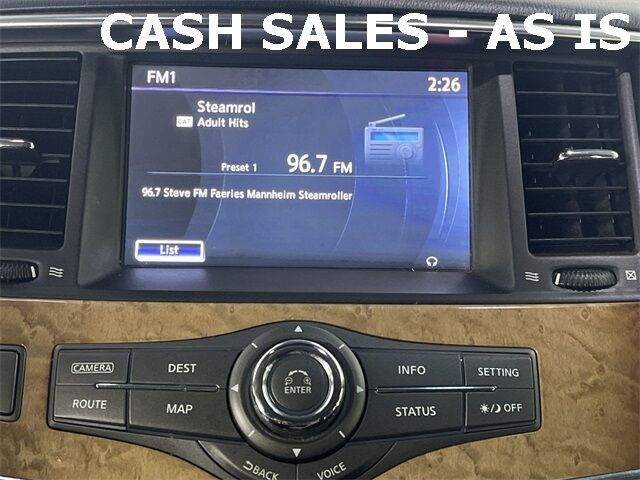 CASH SALES - AS IS
FM1
2:26
Steamrol
CAT Adult Hits
Preset 1 96.7 FM
96.7 Steve FM Faeries Mannheim Steamroller
List
CAMERA DEST
ROUTE MAP
ENTER
INFO SETTING
STATUS OFF
BACK VOICE